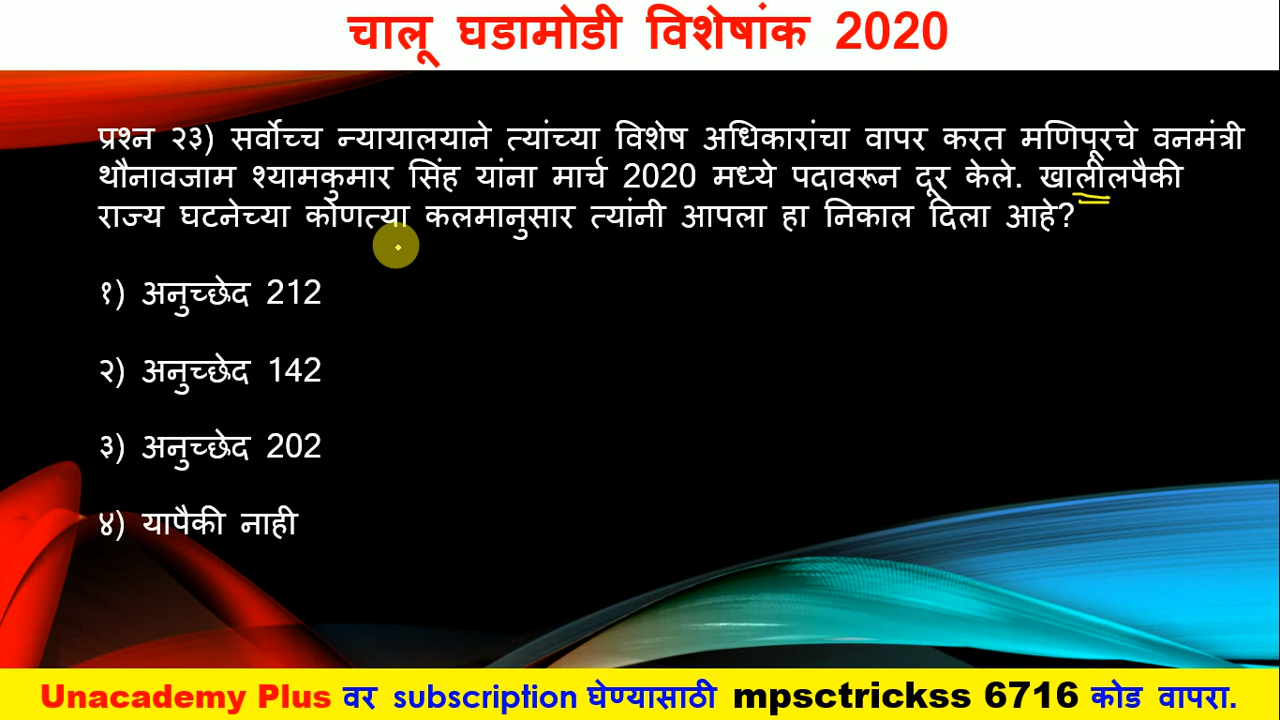 चालू घडामोडी विशेषांक 2020
प्रश्न २३) सर्वोच्च न्यायालयाने त्यांच्या विशेष अधिकारांचा वापर करत मणिपूरचे वनमंत्री
थौनावजाम श्यामकुमार सिंह यांना मार्च 2020 मध्ये पदावरून दूर केले. खालीलपैकी
राज्य घटनेच्या कोणत्या कलमानुसार त्यांनी आपला हा निकाल दिला आहे?
१) अनुच्छेद 212
२) अनुच्छेद 142
३) अनुच्छेद 202
४) यापैकी नाही
Unacademy Plus वर subscription घेण्यासाठी mpsctrickss 6716 कोड वापरा.